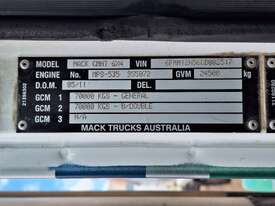 MODEL MACK CMHT 6X4 VIN
ENGINE No. MP8-535 955872 GVM 24500 kg
D.O.M. 05/11 DEL.
GCM 1 70000 KGS - GENERAL
GCM 2 70000 KGS - B/DOUBLE
GCM 3 N/A
MACK TRUCKS AUSTRALIA